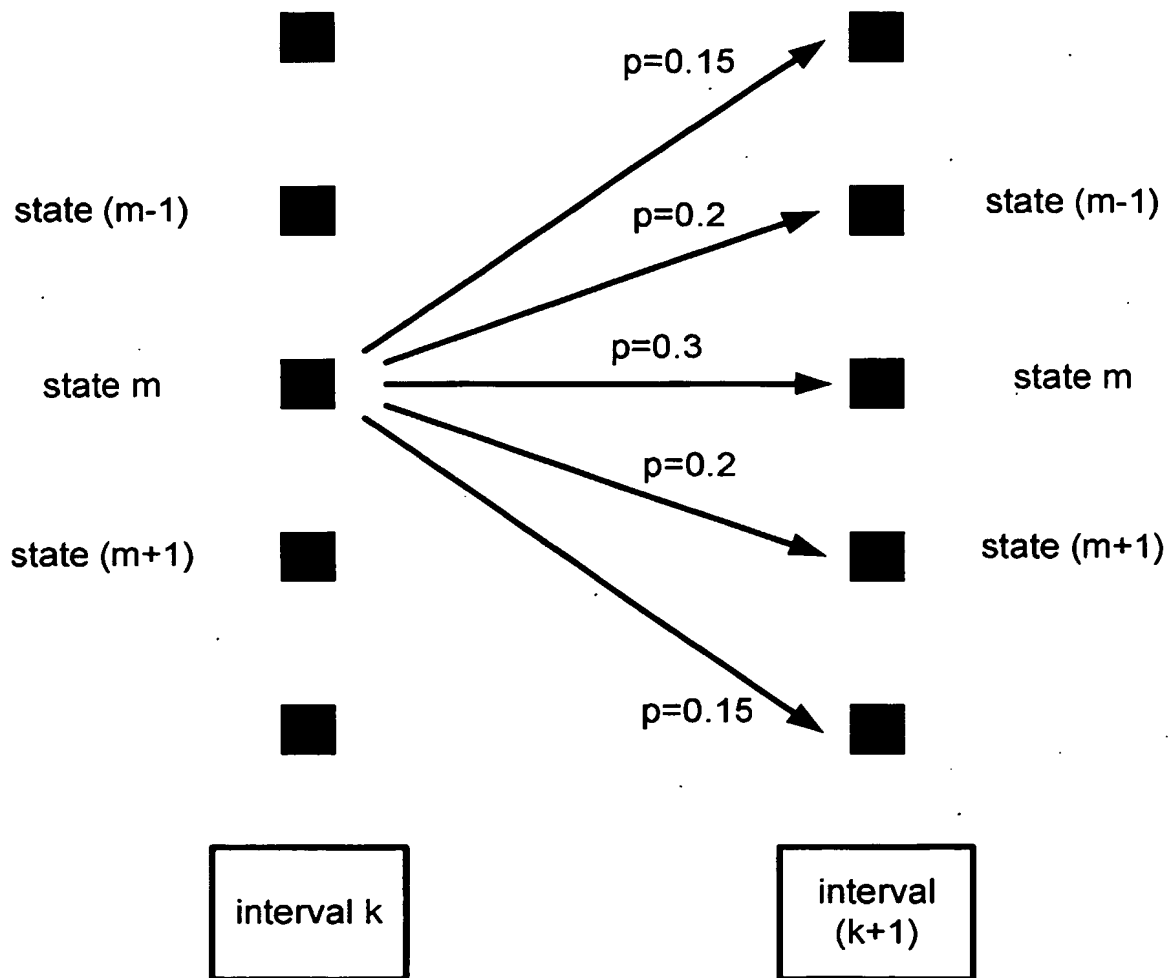 p=0.15
state (m-1)
p=0.2
state (m-1)
state m
p=0.3
state m
p=0.2
state (m+1)
state (m+1)
p=0.15
interval k
interval
(k+1)